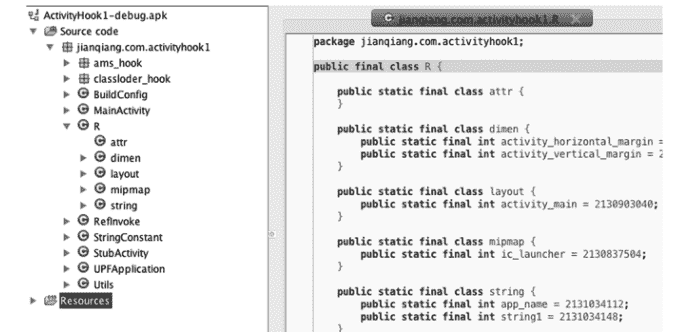 ActivityHook1-debug.apk
Source code
jianqiang.com.activityhook1
ams_hook
classloder_hook
BuildConfig
MainActivity
R
attr
dimen
layout
mipmap
string
RefInvoke
StringConstant
StubActivity
UPFApplication
Utils
Resources
jianqiang.com.activityhook1.R
package jianqiang.com.activityhook1;
public final class R {
public static final class attr {
}
public static final class dimen {
public static final int activity_horizontal_margin =
public static final int activity_vertical_margin = 2
}
public static final class layout {
public static final int activity_main = 2130903040;
}
public static final class mipmap {
public static final int ic_launcher = 2130837504;
}
public static final class string {
public static final int app_name = 2131034112;
public static final int string1 = 2131034148;
}